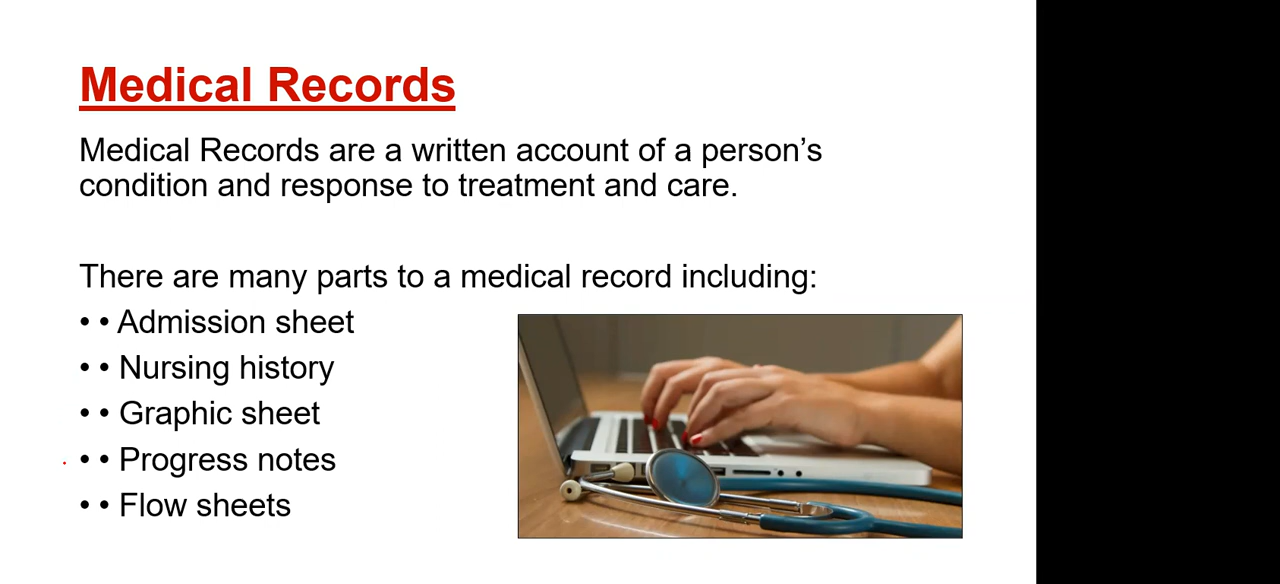 Medical Records
Medical Records are a written account of a person’s
condition and response to treatment and care.
There are many parts to a medical record including:
• • Admission sheet
• • Nursing history
• • Graphic sheet
• • Progress notes
• • Flow sheets